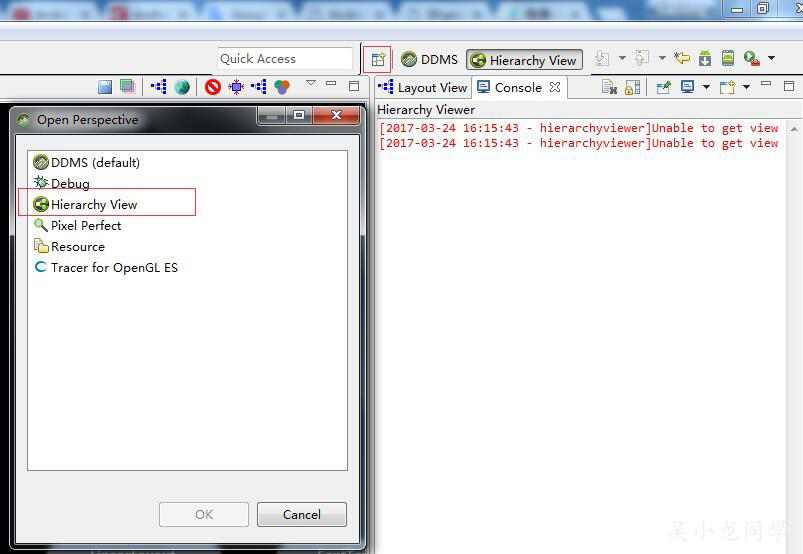 Quick Access
DDMS
Hierarchy View
Layout View
Console
Hierarchy Viewer
[2017-03-24 16:15:43 - hierarchyviewer]Unable to get view
[2017-03-24 16:15:43 - hierarchyviewer]Unable to get view
Open Perspective
DDMS (default)
Debug
Hierarchy View
Pixel Perfect
Resource
Tracer for OpenGL ES
OK
Cancel
吴小龙同学